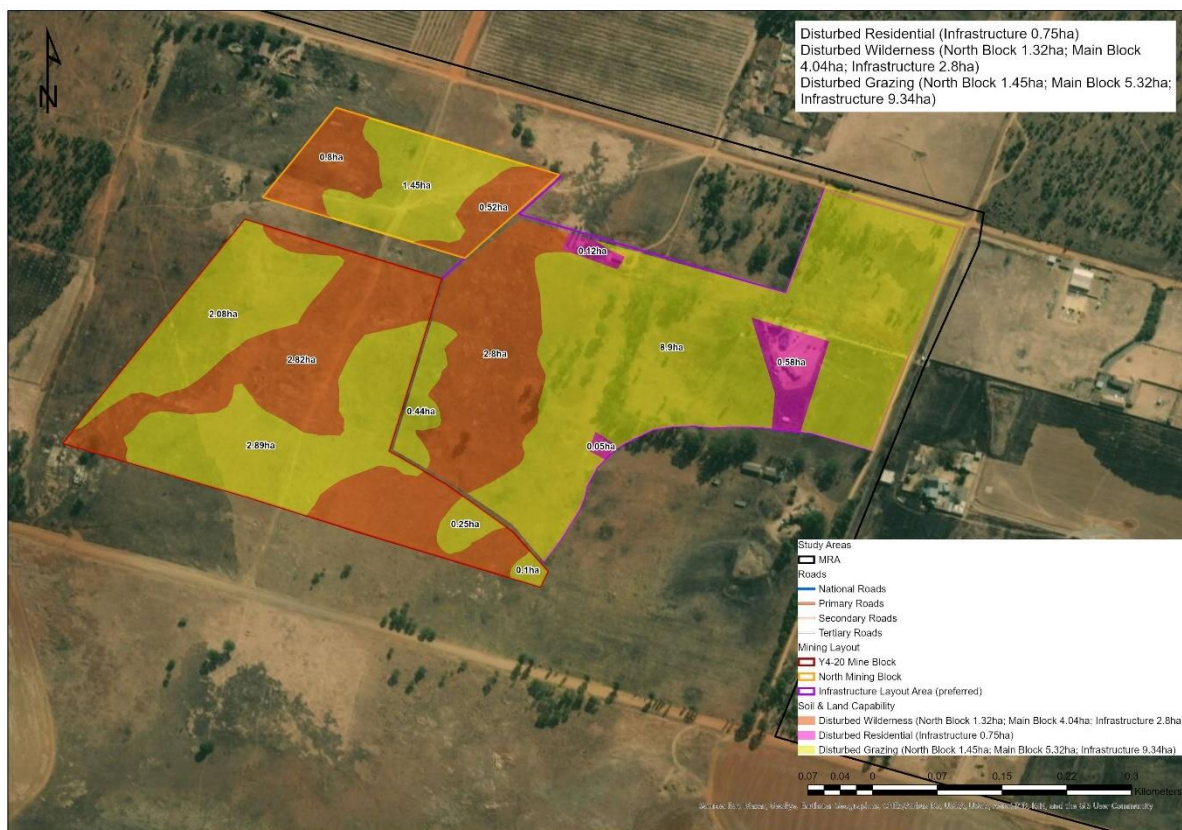 N
Disturbed Residential (Infrastructure 0.75ha)
Disturbed Wilderness (North Block 1.32ha; Main Block
4.04ha; Infrastructure 2.8ha)
Disturbed Grazing (North Block 1.45ha; Main Block 5.32ha;
Infrastructure 9.34ha)
0.8ha
1.45ha
0.52ha
0.12ha
2.08ha
2.82ha
2.8ha
8.9ha
0.58ha
0.44ha
2.89ha
0.05ha
0.25ha
0.1ha
Study Areas
MRA
Roads
National Roads
Primary Roads
Secondary Roads
Tertiary Roads
Mining Layout
Y4-20 Mine Block
North Mining Block
Infrastructure Layout Area (preferred)
Soil & Land Capability
Disturbed Wilderness (North Block 1.32ha; Main Block 4.04ha; Infrastructure 2.8ha
Disturbed Residential (Infrastructure 0.75ha)
Disturbed Grazing (North Block 1.45ha; Main Block 5.32ha; Infrastructure 9.34ha)
0.07 0.04 0 0.07 0.15 0.22 0.3
Kilometers
and the GIS User Community